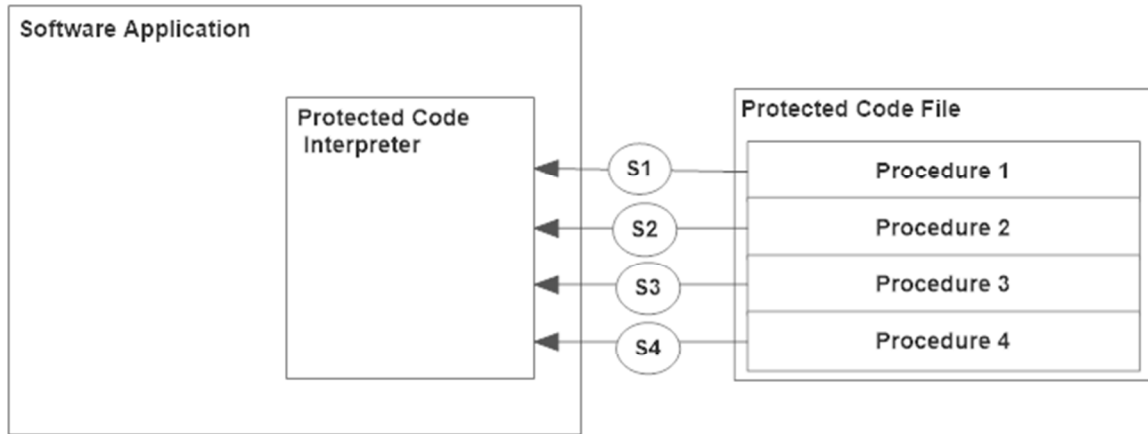 Software Application
Protected Code
Interpreter
Protected Code File
S1
Procedure 1
S2
Procedure 2
S3
Procedure 3
S4
Procedure 4